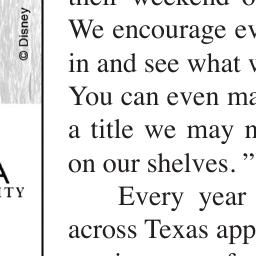 © Disney
A
ITY
their weekend o
We encourage ev
in and see what w
You can even ma
a title we may n
on our shelves. ”
Every year
across Texas app